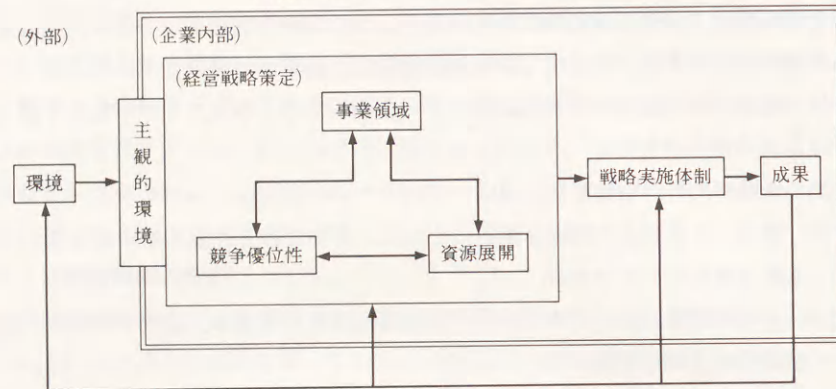 (外部)
(企業内部)
(経営戦略策定)
事業領域
主観的環境
環境
戦略実施体制
成果
競争優位性
資源展開